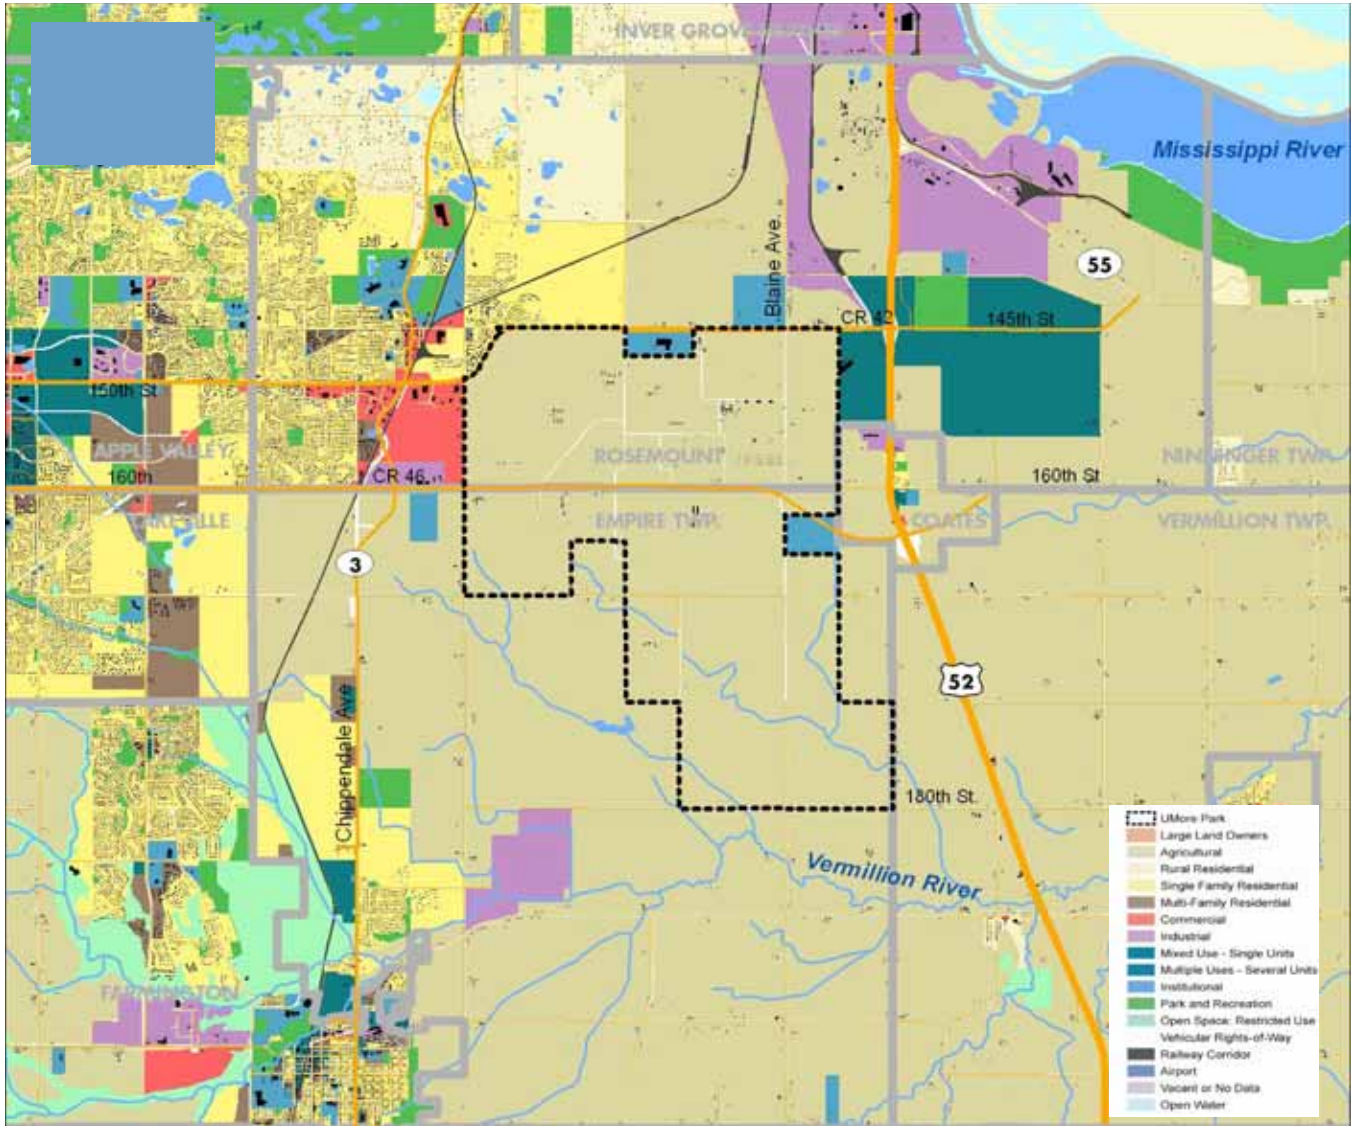 INVER GROVE
Mississippi River
Blaine Ave.
55
CR 42
145th St
150th St
APPLE VALLEY
ROSEMOUNT
NININGER TWP.
160th
CR 46
160th St
LAKEVILLE
EMPIRE TWP.
COATES
VERMILLION TWP.
3
52
Chippendale Ave
180th St.
Vermillion River
FARMINGTON
UMore Park
Large Land Owners
Agricultural
Rural Residential
Single Family Residential
Multi-Family Residential
Commercial
Industrial
Mixed Use - Single Units
Multiple Uses - Several Units
Institutional
Park and Recreation
Open Space: Restricted Use
Vehicular Rights-of-Way
Railway Corridor
Airport
Vacant or No Data
Open Water